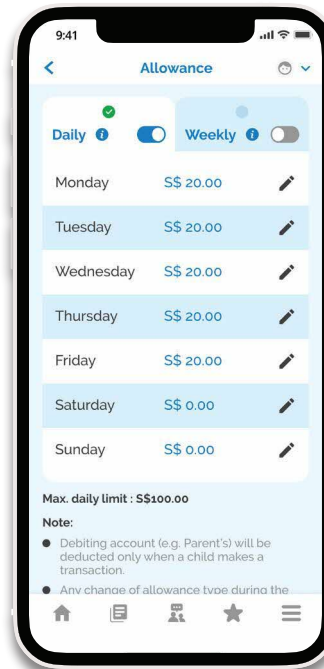 9:41
Allowance
Daily
Weekly
Monday S$ 20.00
Tuesday S$ 20.00
Wednesday S$ 20.00
Thursday S$ 20.00
Friday S$ 20.00
Saturday S$ 0.00
Sunday S$ 0.00
Max. daily limit : S$100.00
Note:
Debiting account (e.g. Parent's) will be
deducted only when a child makes a
transaction.
Any change of allowance type during the